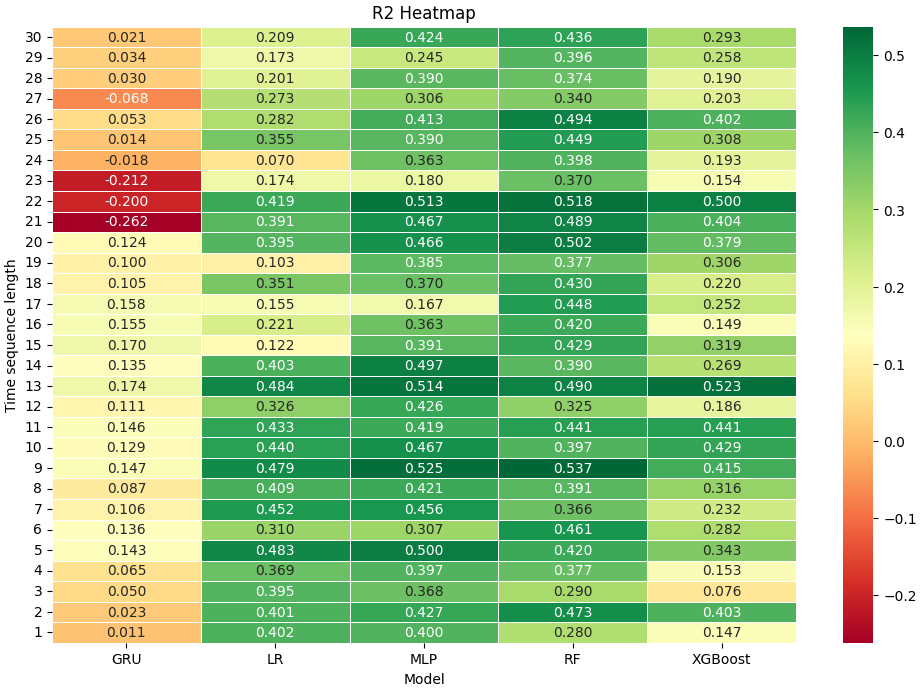 R2 Heatmap
30 0.021 0.209 0.424 0.436 0.293
29 0.034 0.173 0.245 0.396 0.258
28 0.030 0.201 0.390 0.374 0.190
27 -0.068 0.273 0.306 0.340 0.203
26 0.053 0.282 0.413 0.494 0.402
25 0.014 0.355 0.390 0.449 0.308
24 -0.018 0.070 0.363 0.398 0.193
23 -0.212 0.174 0.180 0.370 0.154
22 -0.200 0.419 0.513 0.518 0.500
21 -0.262 0.391 0.467 0.489 0.404
20 0.124 0.395 0.466 0.502 0.379
19 0.100 0.103 0.385 0.377 0.306
18 0.105 0.351 0.370 0.430 0.220
17 0.158 0.155 0.167 0.448 0.252
16 0.155 0.221 0.363 0.420 0.149
15 0.170 0.122 0.391 0.429 0.319
14 0.135 0.403 0.497 0.390 0.269
13 0.174 0.484 0.514 0.490 0.523
12 0.111 0.326 0.426 0.325 0.186
11 0.146 0.433 0.419 0.441 0.441
10 0.129 0.440 0.467 0.397 0.429
9 0.147 0.479 0.525 0.537 0.415
8 0.087 0.409 0.421 0.391 0.316
7 0.106 0.452 0.456 0.366 0.232
6 0.136 0.310 0.307 0.461 0.282
5 0.143 0.483 0.500 0.420 0.343
4 0.065 0.369 0.397 0.377 0.153
3 0.050 0.395 0.368 0.290 0.076
2 0.023 0.401 0.427 0.473 0.403
1 0.011 0.402 0.400 0.280 0.147
GRU LR MLP RF XGBoost
Model
Time sequence length
0.5
0.4
0.3
0.2
0.1
0.0
−0.1
−0.2